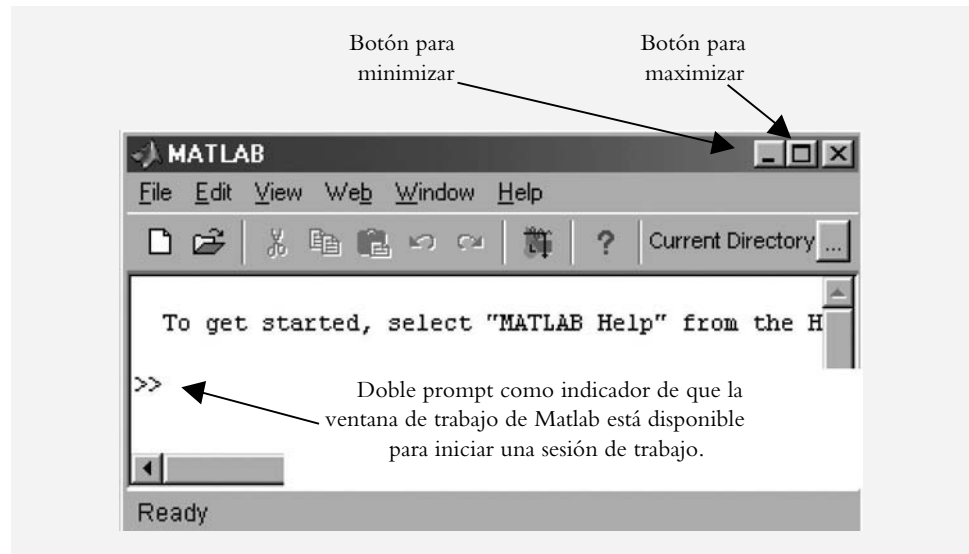 Botón para
minimizar
Botón para
maximizar
MATLAB
File Edit View Web Window Help
? Current Directory ...
To get started, select "MATLAB Help" from the H
>>
Doble prompt como indicador de que la
ventana de trabajo de Matlab está disponible
para iniciar una sesión de trabajo.
Ready